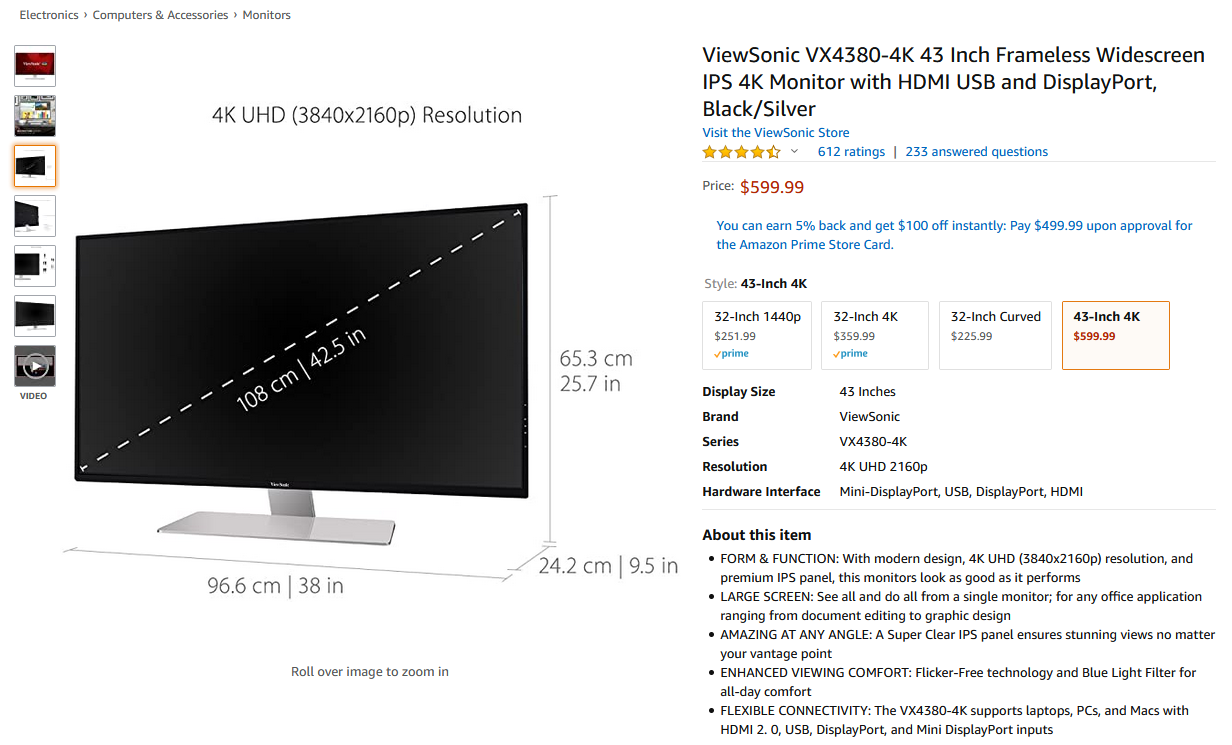 Electronics › Computers & Accessories › Monitors
4K UHD (3840x2160p) Resolution
108 cm | 42.5 in
65.3 cm
25.7 in
ViewSonic
24.2 cm | 9.5 in
96.6 cm | 38 in
VIDEO
Roll over image to zoom in
ViewSonic VX4380-4K 43 Inch Frameless Widescreen
IPS 4K Monitor with HDMI USB and DisplayPort,
Black/Silver
Visit the ViewSonic Store
612 ratings | 233 answered questions
Price: $599.99
You can earn 5% back and get $100 off instantly: Pay $499.99 upon approval for
the Amazon Prime Store Card.
Style: 43-Inch 4K
32-Inch 1440p
$251.99
prime
32-Inch 4K
$359.99
prime
32-Inch Curved
$225.99
43-Inch 4K
$599.99
Display Size 43 Inches
Brand ViewSonic
Series VX4380-4K
Resolution 4K UHD 2160p
Hardware Interface Mini-DisplayPort, USB, DisplayPort, HDMI
About this item
• FORM & FUNCTION: With modern design, 4K UHD (3840x2160p) resolution, and
premium IPS panel, this monitors look as good as it performs
• LARGE SCREEN: See all and do all from a single monitor; for any office application
ranging from document editing to graphic design
• AMAZING AT ANY ANGLE: A Super Clear IPS panel ensures stunning views no matter
your vantage point
• ENHANCED VIEWING COMFORT: Flicker-Free technology and Blue Light Filter for
all-day comfort
• FLEXIBLE CONNECTIVITY: The VX4380-4K supports laptops, PCs, and Macs with
HDMI 2. 0, USB, DisplayPort, and Mini DisplayPort inputs